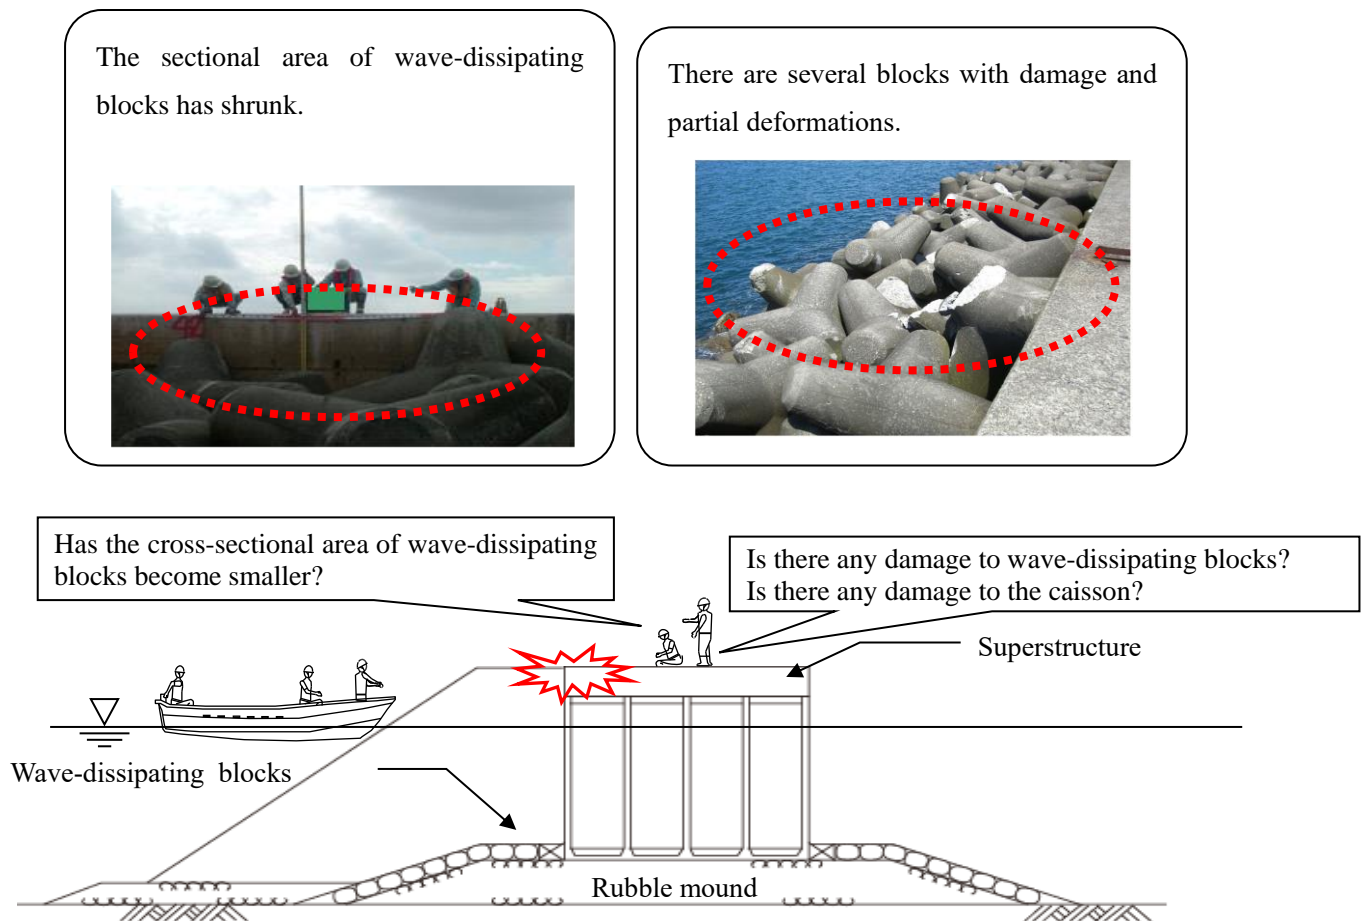 The sectional area of wave-dissipating
blocks has shrunk.
There are several blocks with damage and
partial deformations.
Has the cross-sectional area of wave-dissipating
blocks become smaller?
Is there any damage to wave-dissipating blocks?
Is there any damage to the caisson?
Superstructure
Wave-dissipating blocks
Rubble mound